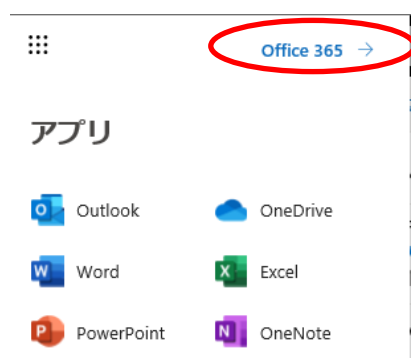 Office 365 →
アプリ
Outlook OneDrive
Word Excel
PowerPoint OneNote